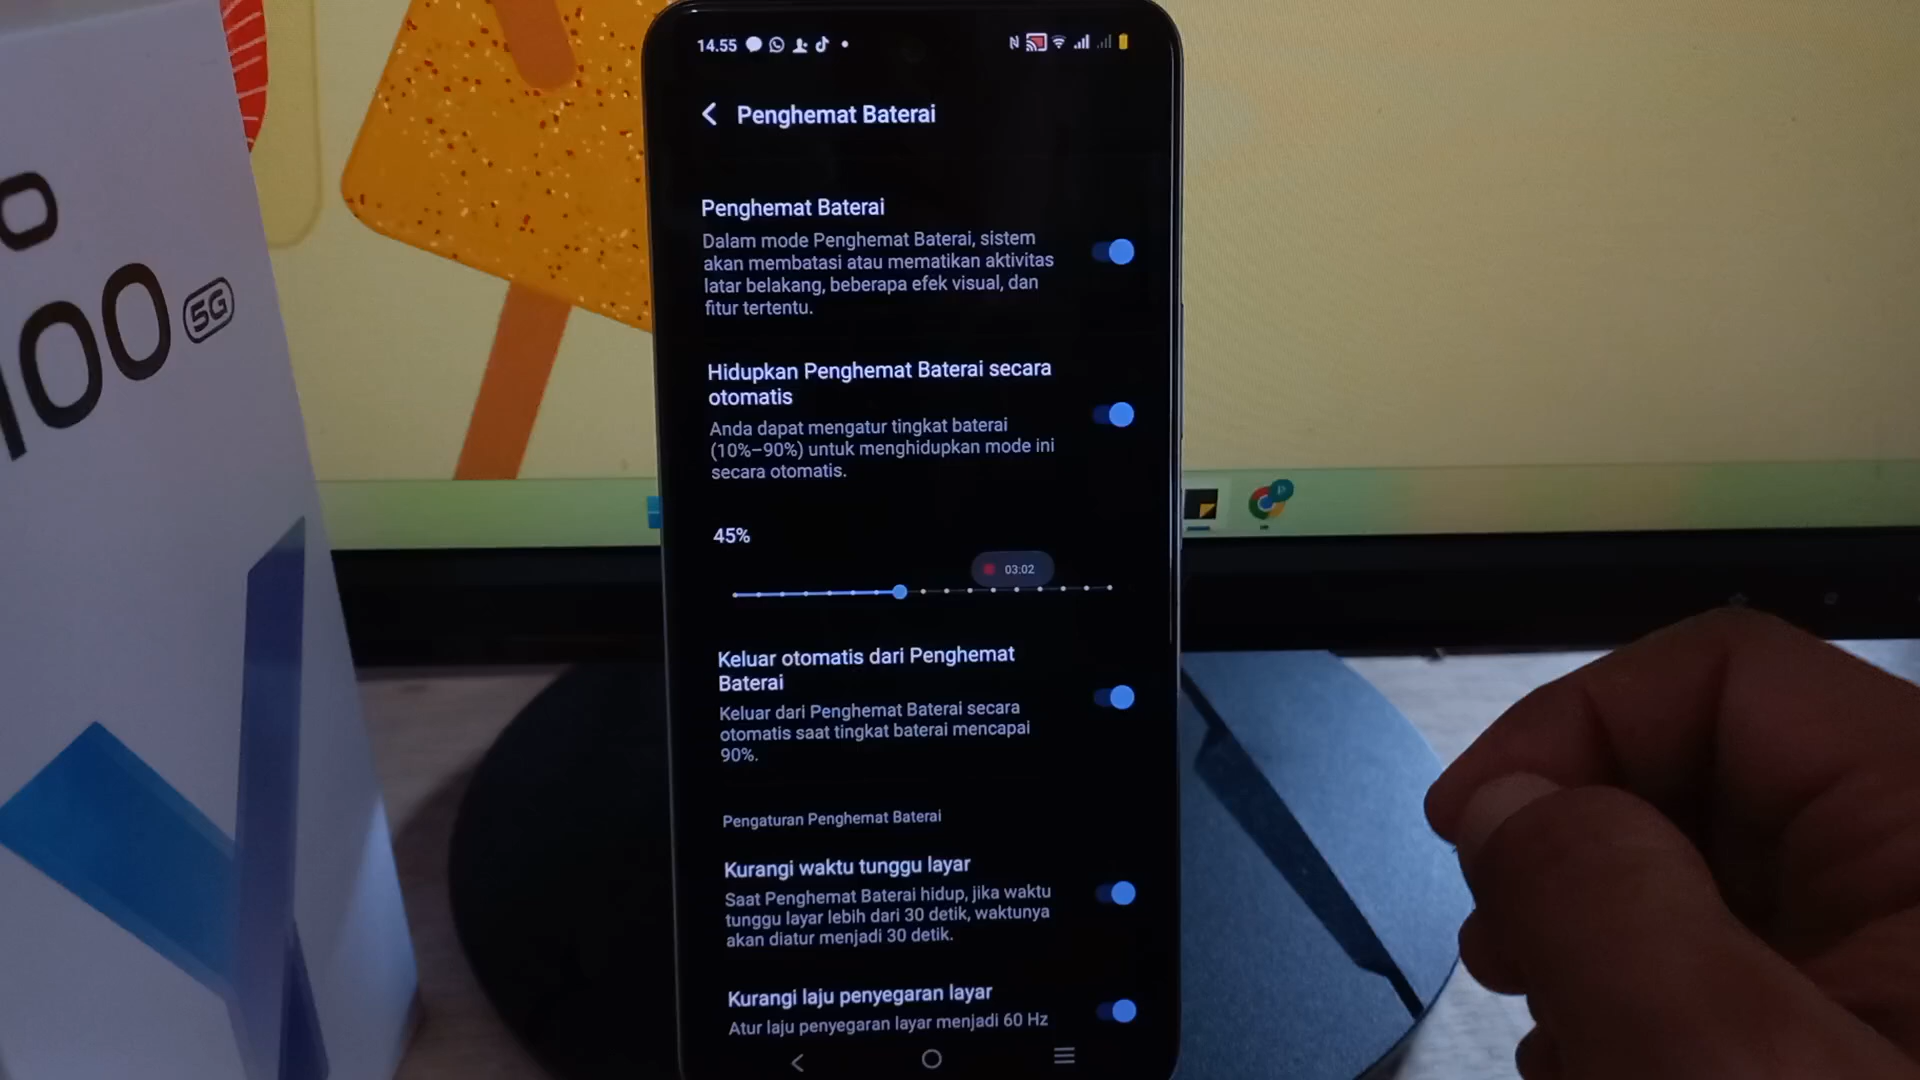 14.55
Penghemat Baterai
Penghemat Baterai
Dalam mode Penghemat Baterai, sistem
akan membatasi atau mematikan aktivitas
latar belakang, beberapa efek visual, dan
fitur tertentu.
Hidupkan Penghemat Baterai secara
otomatis
Anda dapat mengatur tingkat baterai
(10%–90%) untuk menghidupkan mode ini
secara otomatis.
45%
03:02
Keluar otomatis dari Penghemat
Baterai
Keluar dari Penghemat Baterai secara
otomatis saat tingkat baterai mencapai
90%.
Pengaturan Penghemat Baterai
Kurangi waktu tunggu layar
Saat Penghemat Baterai hidup, jika waktu
tunggu layar lebih dari 30 detik, waktunya
akan diatur menjadi 30 detik.
Kurangi laju penyegaran layar
Atur laju penyegaran layar menjadi 60 Hz
o
100 5G